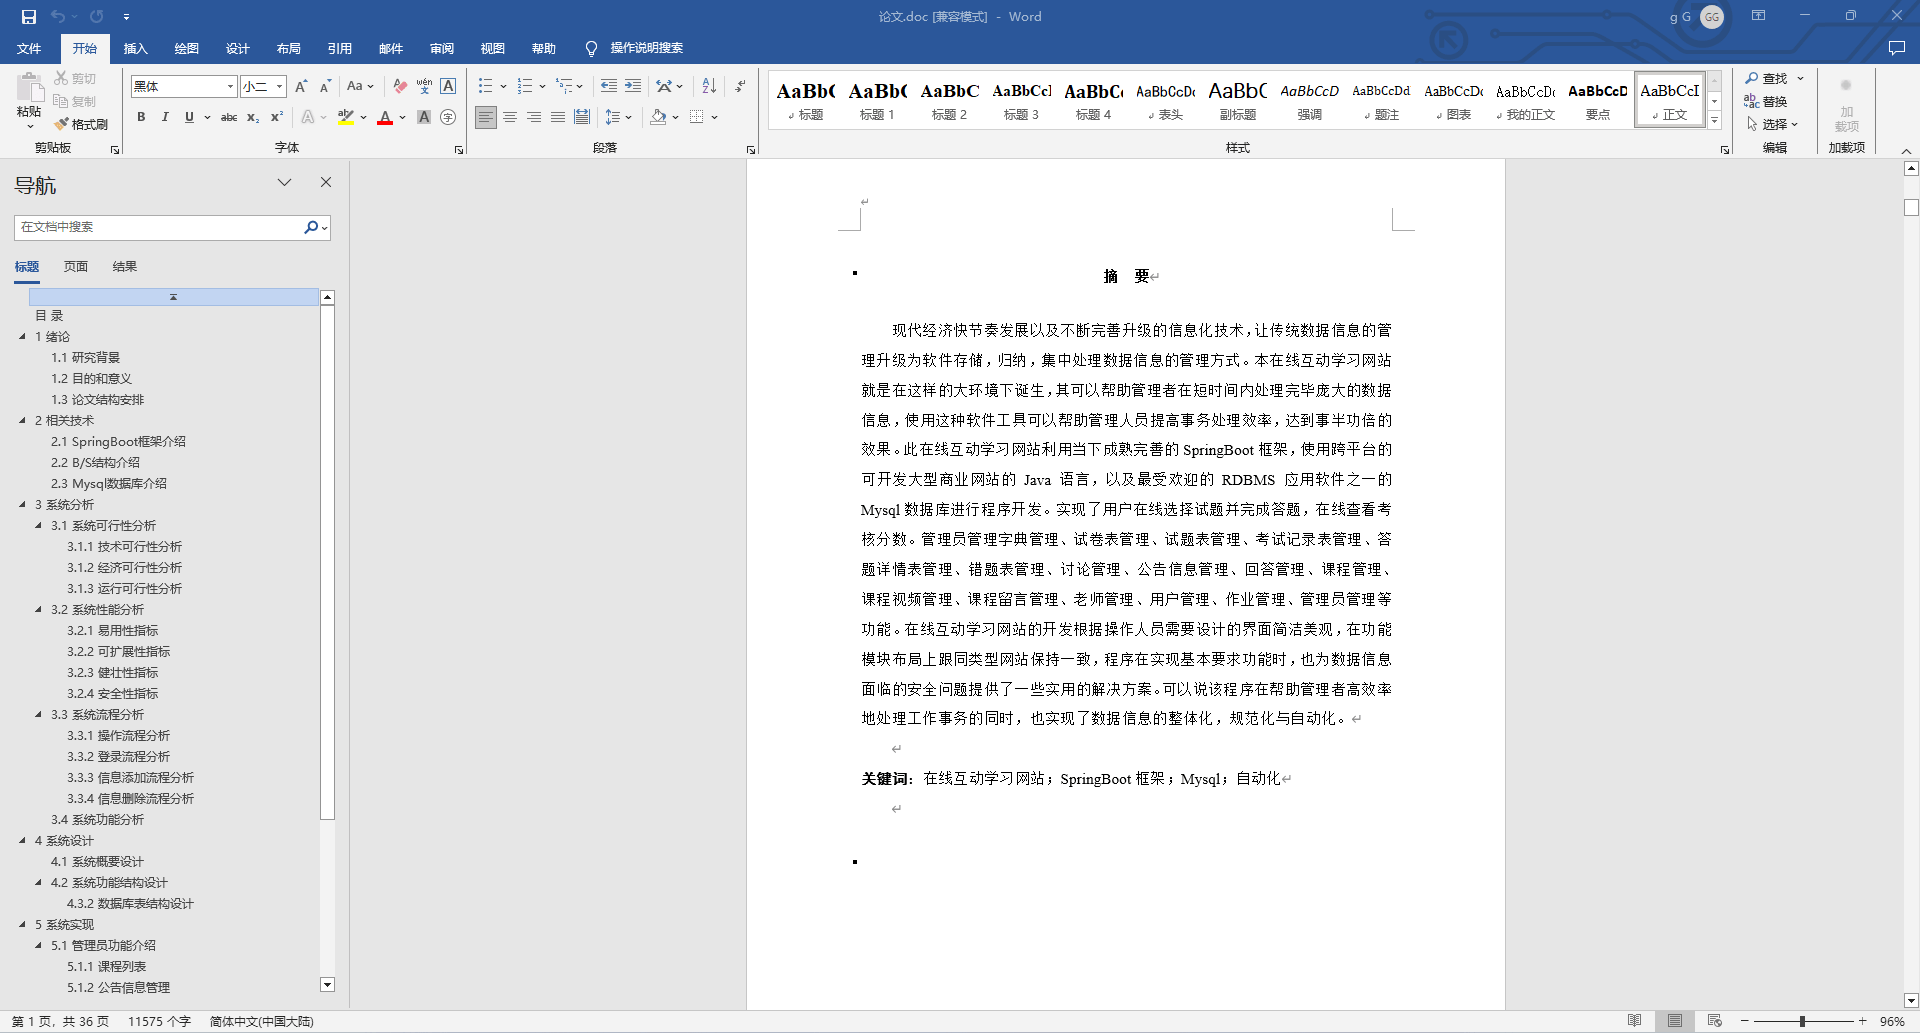 论文.doc [兼容模式] - Word
g G
GG
文件 开始 插入 绘图 设计 布局 引用 邮件 审阅 视图 帮助 操作说明搜索
粘贴
剪切
复制
格式刷
剪贴板
黑体 小二
字体
段落
AaBbC 标题
AaBbC 标题 1
AaBbC 标题 2
AaBbCcI 标题 3
AaBbCc 标题 4
AaBbCcDc 表头
AaBbC 副标题
AaBbCcD 强调
AaBbCcDd 题注
AaBbCcDc 图表
AaBbCcDc 我的正文
AaBbCcD 要点
AaBbCcI 正文
样式
查找
替换
选择
编辑
加载项
加载项
导航
在文档中搜索
标题 页面 结果
目 录
1 绪论
1.1 研究背景
1.2 目的和意义
1.3 论文结构安排
2 相关技术
2.1 SpringBoot框架介绍
2.2 B/S结构介绍
2.3 Mysql数据库介绍
3 系统分析
3.1 系统可行性分析
3.1.1 技术可行性分析
3.1.2 经济可行性分析
3.1.3 运行可行性分析
3.2 系统性能分析
3.2.1 易用性指标
3.2.2 可扩展性指标
3.2.3 健壮性指标
3.2.4 安全性指标
3.3 系统流程分析
3.3.1 操作流程分析
3.3.2 登录流程分析
3.3.3 信息添加流程分析
3.3.4 信息删除流程分析
3.4 系统功能分析
4 系统设计
4.1 系统概要设计
4.2 系统功能结构设计
4.3.2 数据库表结构设计
5 系统实现
5.1 管理员功能介绍
5.1.1 课程列表
5.1.2 公告信息管理
摘 要
现代经济快节奏发展以及不断完善升级的信息化技术，让传统数据信息的管
理升级为软件存储，归纳，集中处理数据信息的管理方式。本在线互动学习网站
就是在这样的大环境下诞生，其可以帮助管理者在短时间内处理完毕庞大的数据
信息，使用这种软件工具可以帮助管理人员提高事务处理效率，达到事半功倍的
效果。此在线互动学习网站利用当下成熟完善的 SpringBoot 框架，使用跨平台的
可开发大型商业网站的 Java 语言，以及最受欢迎的 RDBMS 应用软件之一的
Mysql 数据库进行程序开发。实现了用户在线选择试题并完成答题，在线查看考
核分数。管理员管理字典管理、试卷表管理、试题表管理、考试记录表管理、答
题详情表管理、错题表管理、讨论管理、公告信息管理、回答管理、课程管理、
课程视频管理、课程留言管理、老师管理、用户管理、作业管理、管理员管理等
功能。在线互动学习网站的开发根据操作人员需要设计的界面简洁美观，在功能
模块布局上跟同类型网站保持一致，程序在实现基本要求功能时，也为数据信息
面临的安全问题提供了一些实用的解决方案。可以说该程序在帮助管理者高效率
地处理工作事务的同时，也实现了数据信息的整体化，规范化与自动化。
关键词：在线互动学习网站；SpringBoot 框架；Mysql；自动化
第 1 页，共 36 页 11575 个字 简体中文(中国大陆)
96%